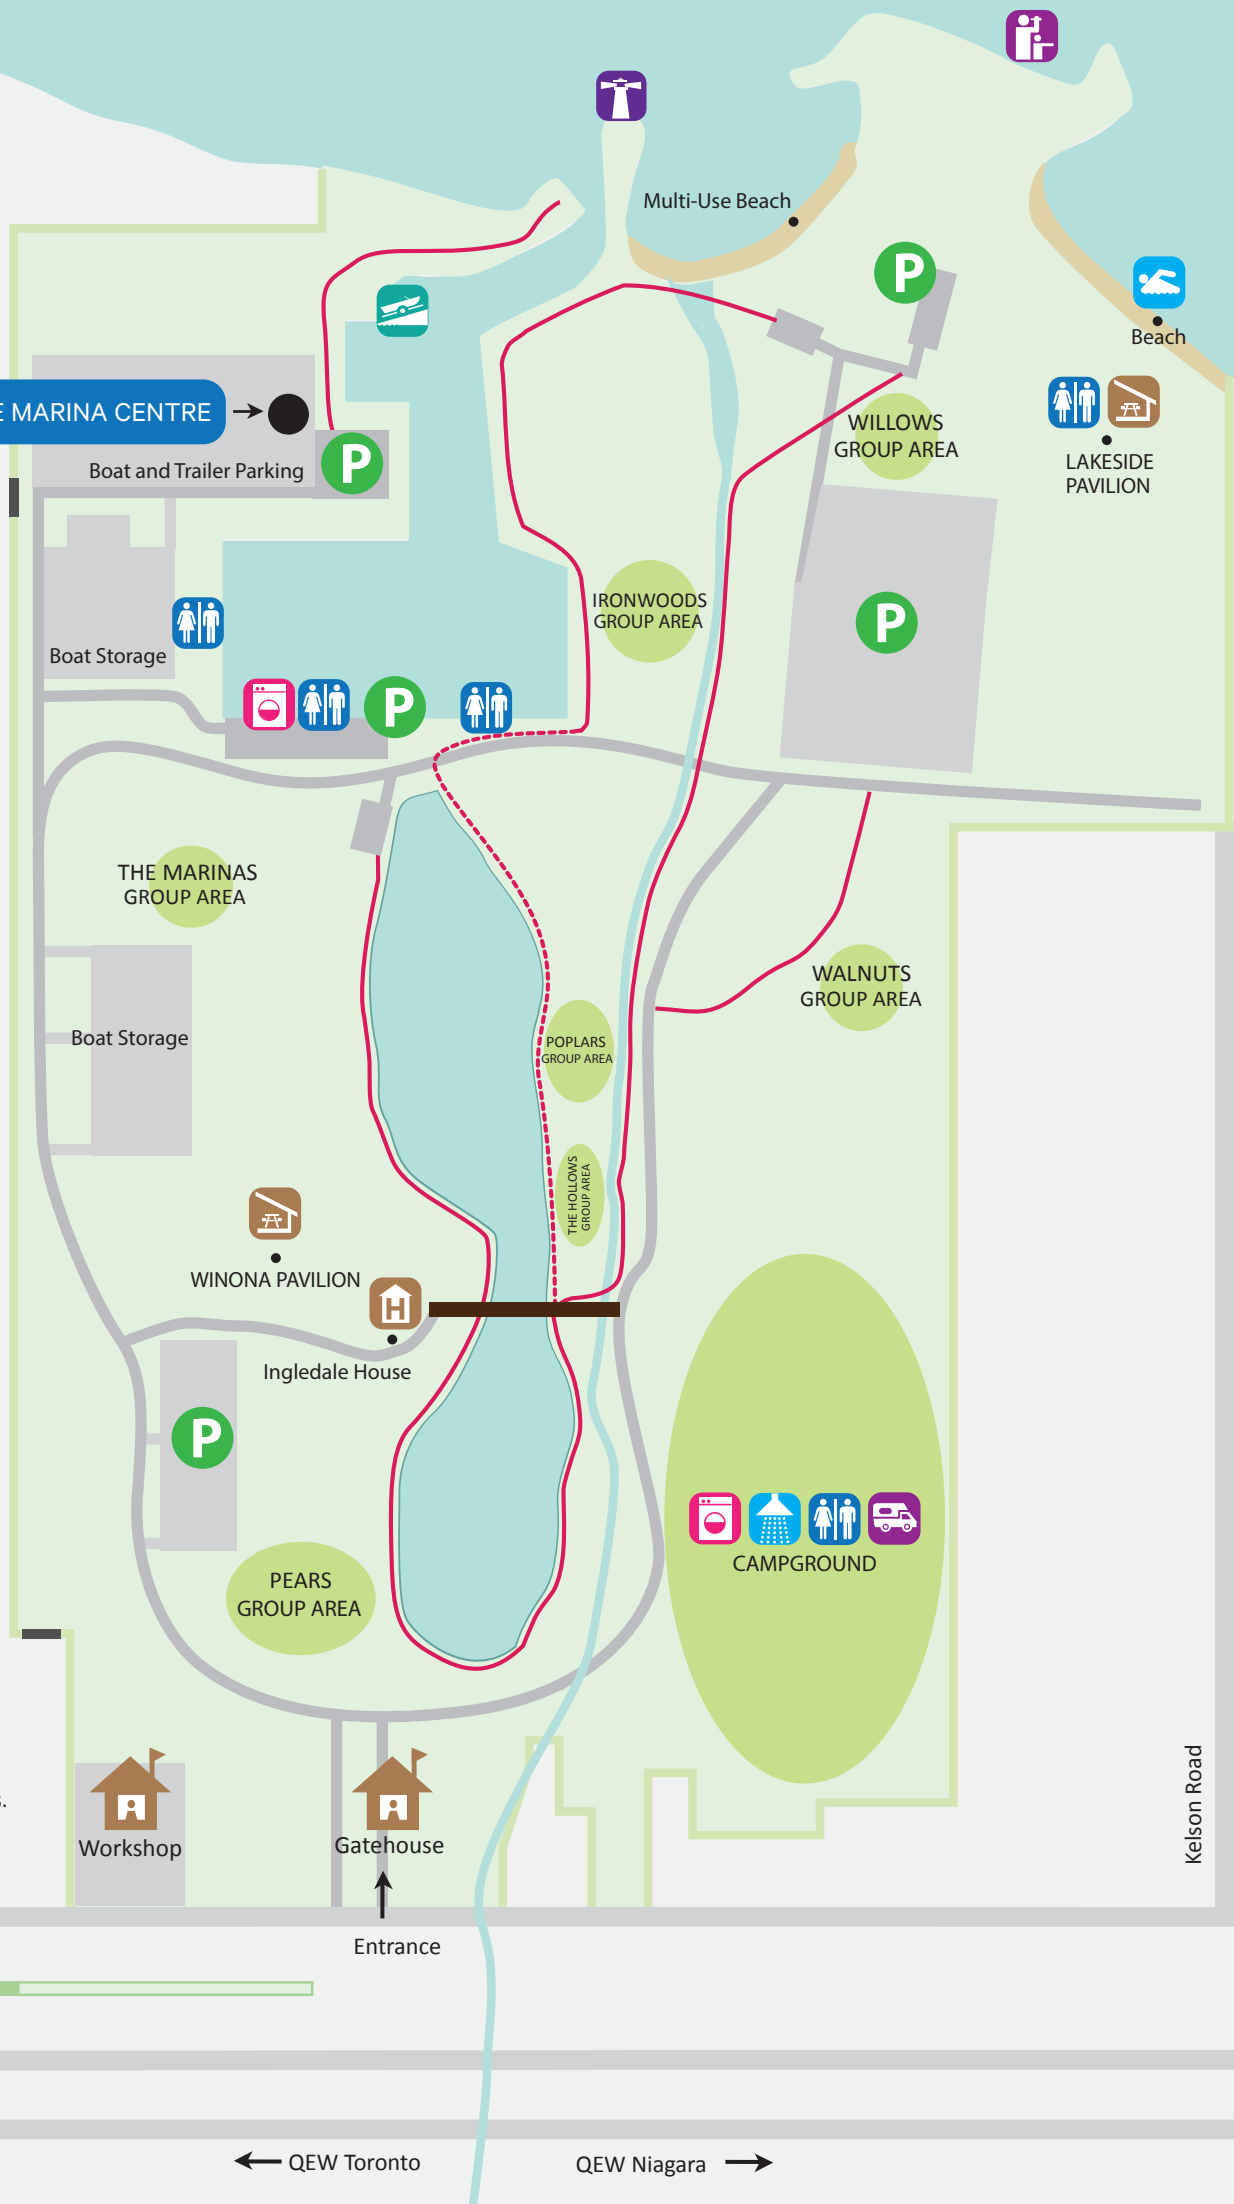 Multi-Use Beach
P
Beach
E MARINA CENTRE
WILLOWS
GROUP AREA
LAKESIDE
PAVILION
Boat and Trailer Parking
P
IRONWOODS
GROUP AREA
P
Boat Storage
P
THE MARINAS
GROUP AREA
WALNUTS
GROUP AREA
Boat Storage
POPLARS
GROUP AREA
THE HOLLOWS
GROUP AREA
WINONA PAVILION
H
Ingledale House
P
CAMPGROUND
PEARS
GROUP AREA
Kelson Road
s.
Workshop
Gatehouse
Entrance
QEW Toronto
QEW Niagara